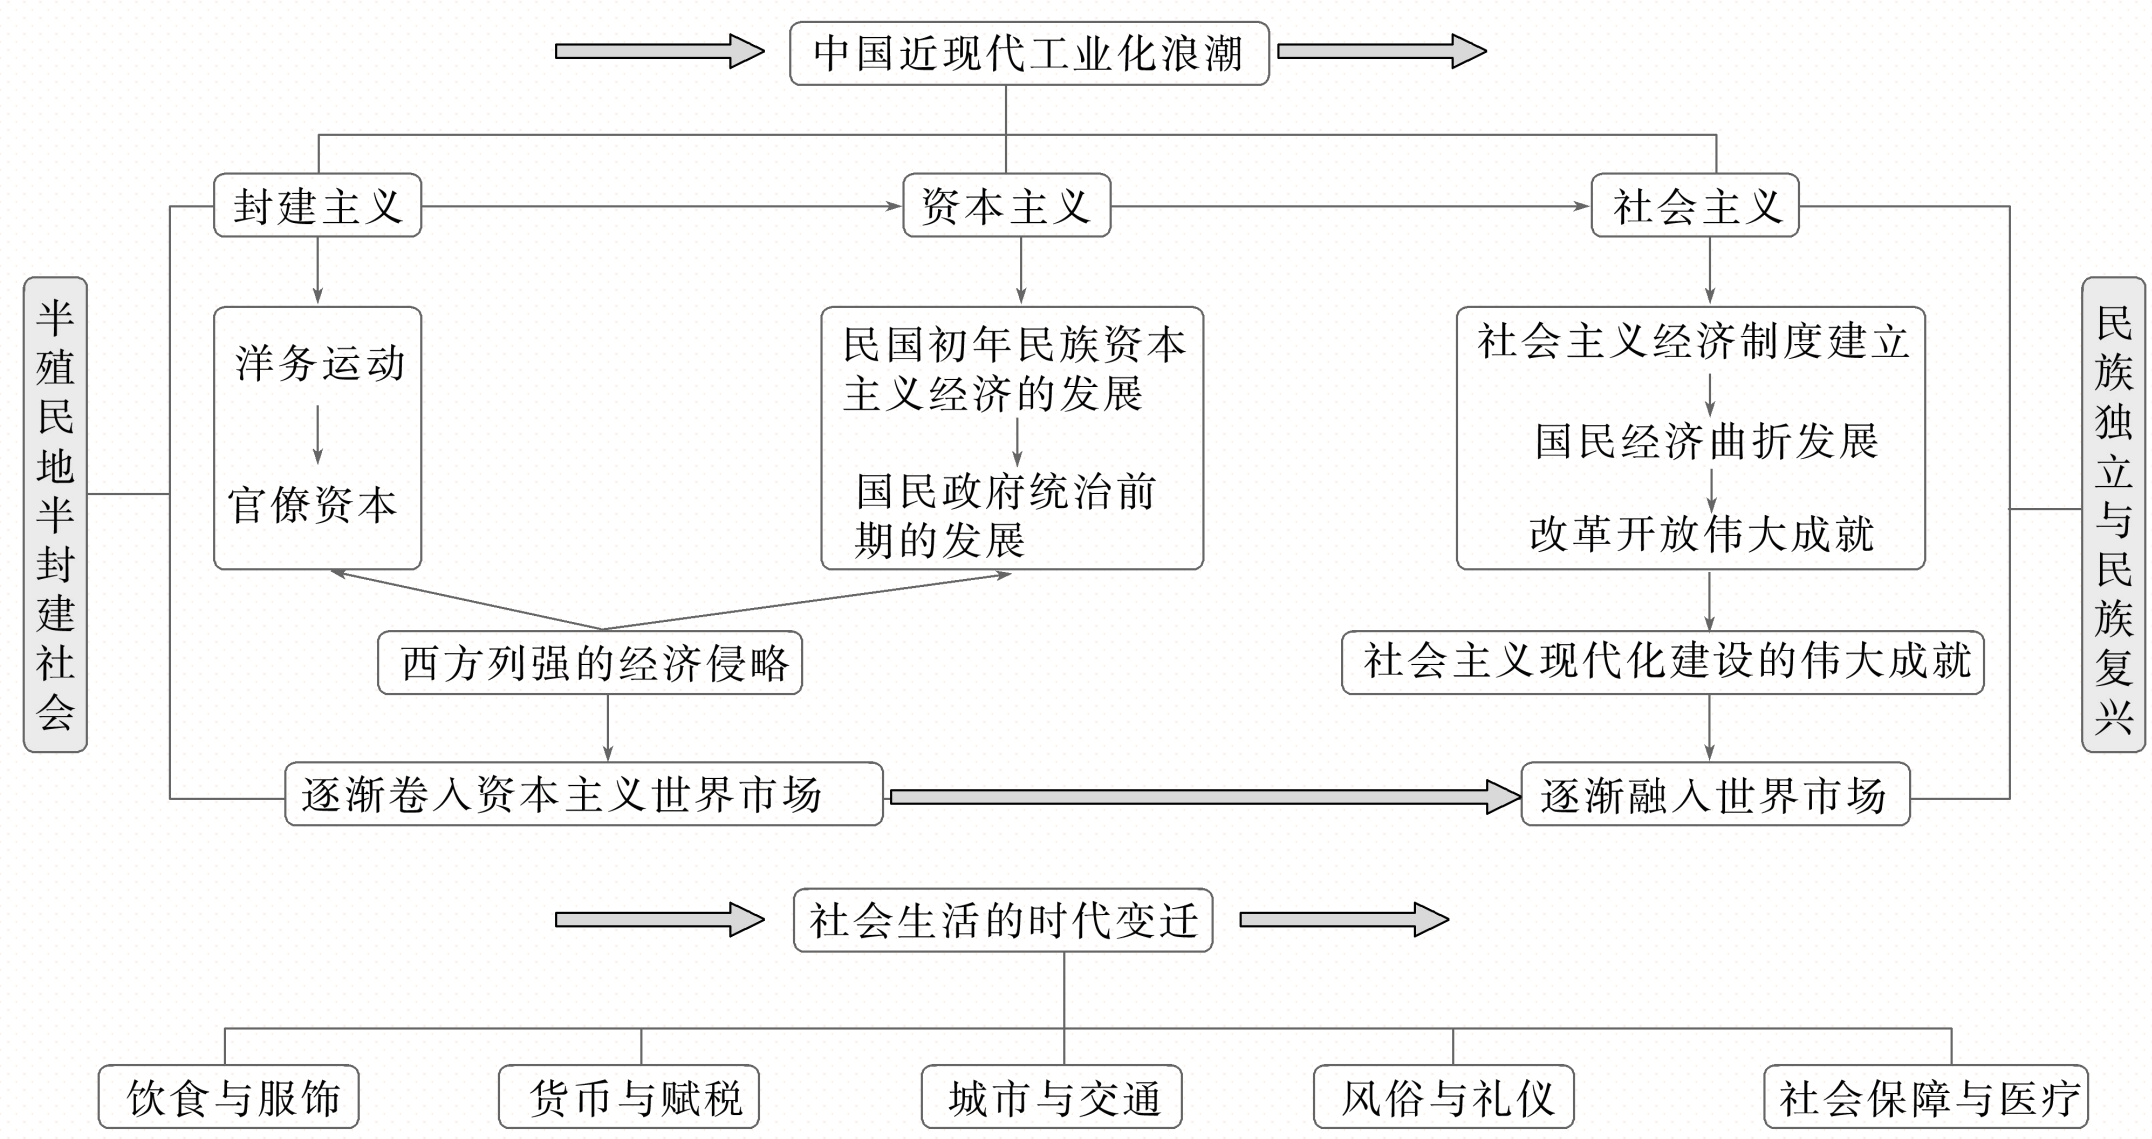 中国近现代工业化浪潮
封建主义
资本主义
社会主义
半殖民地半封建社会
洋务运动
官僚资本
民国初年民族资本
主义经济的发展
国民政府统治前
期的发展
社会主义经济制度建立
国民经济曲折发展
改革开放伟大成就
民族独立与民族复兴
西方列强的经济侵略
社会主义现代化建设的伟大成就
逐渐卷入资本主义世界市场
逐渐融入世界市场
社会生活的时代变迁
饮食与服饰
货币与赋税
城市与交通
风俗与礼仪
社会保障与医疗